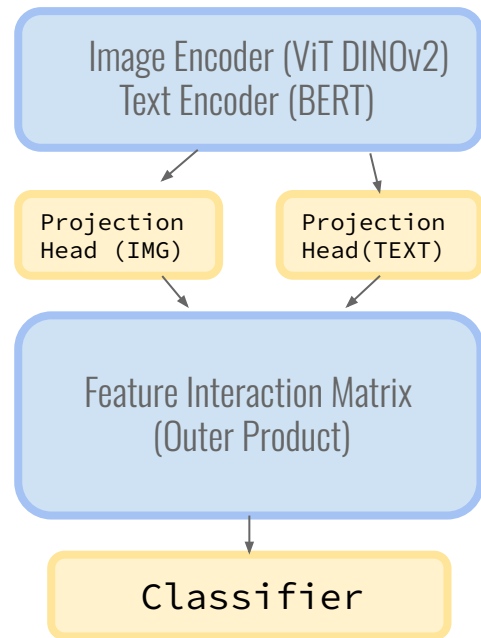 Image Encoder (ViT DINOv2)
Text Encoder (BERT)
Projection
Head (IMG)
Projection
Head(TEXT)
Feature Interaction Matrix
(Outer Product)
Classifier